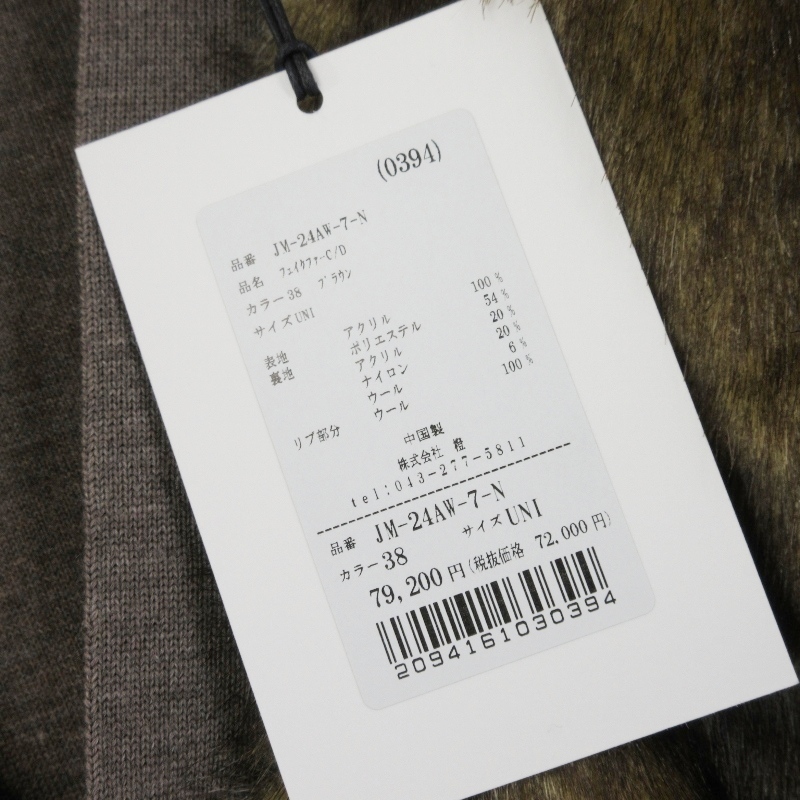 (0394)
品番 JM-24AW-7-N
品名 ﾌｪｲｸﾌｧｰC/D
カラー38 ﾌﾞﾗｳﾝ
サイズUNI
表地 アクリル 100 %
裏地 ポリエステル 54 %
アクリル 20 %
ナイロン 20 %
ウール 6 %
リブ部分 ウール 100 %
中国製
株式会社 橙
tel:043-277-5811
品番 JM-24AW-7-N
カラー38 サイズUNI
79,200円(税抜価格 72,000円)
2094161030394